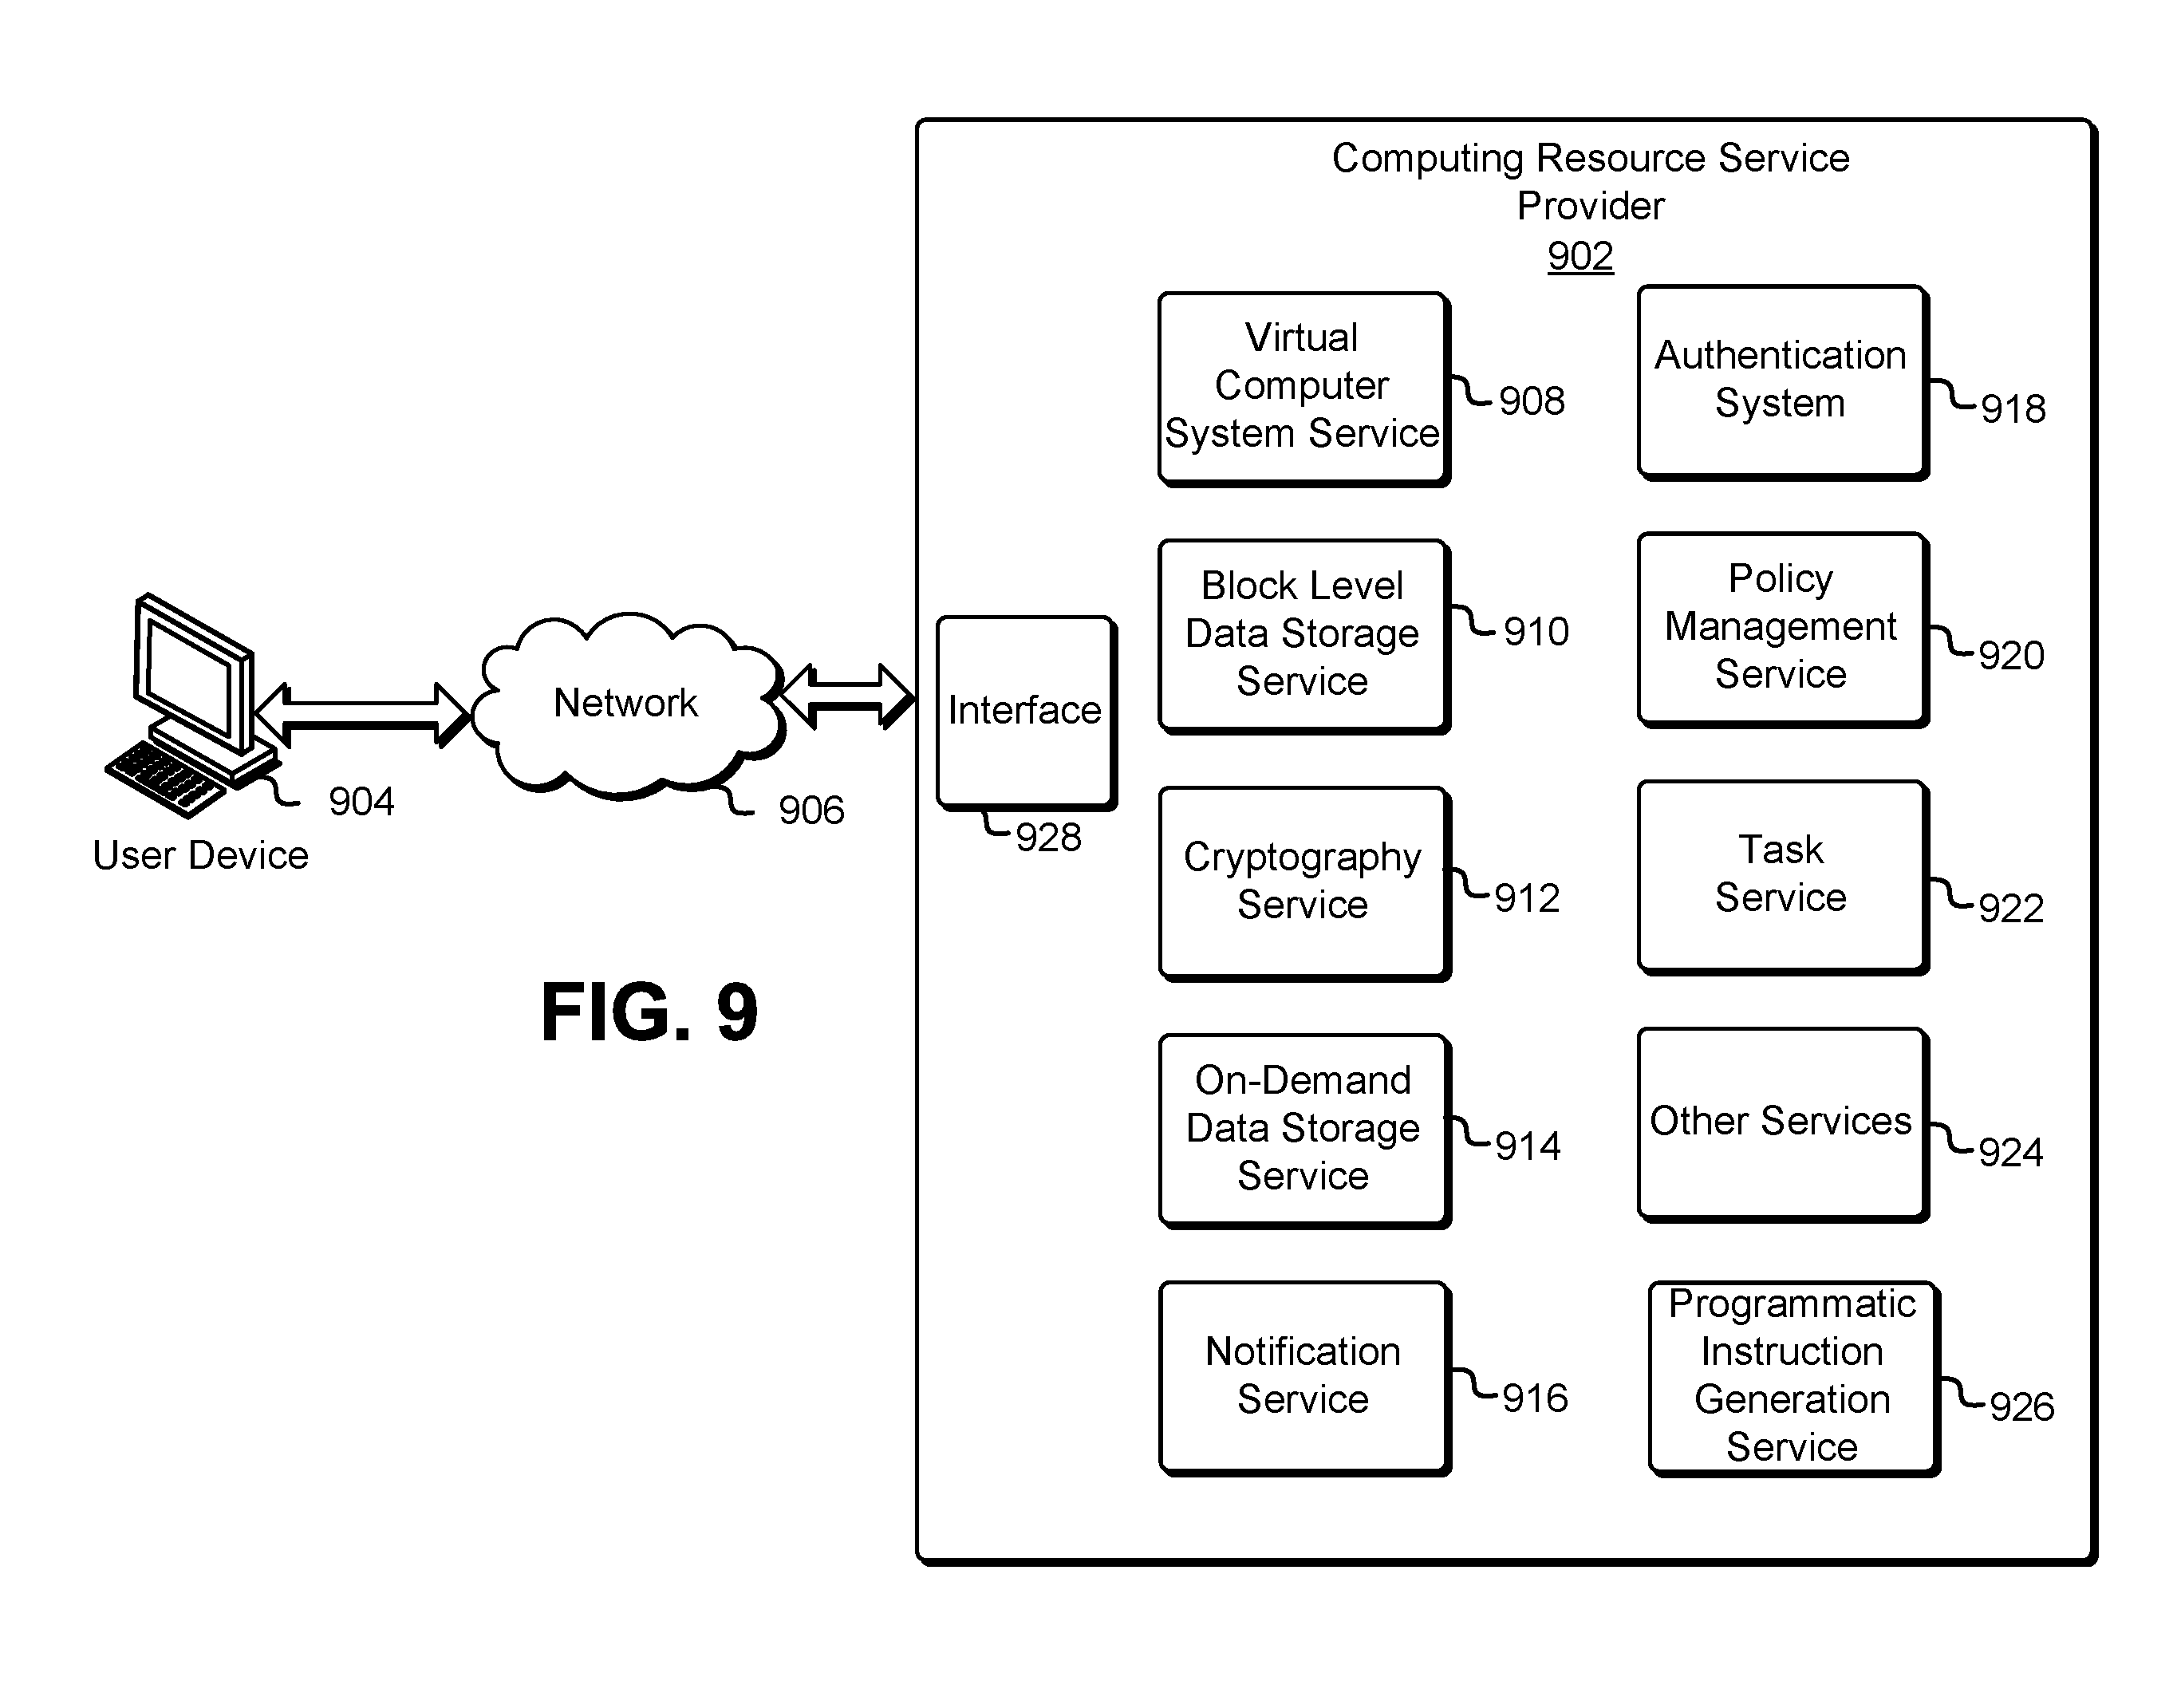 Computing Resource Service
Provider
902
Virtual
Computer
System Service
908
Authentication
System
918
Block Level
Data Storage
Service
910
Policy
Management
Service
920
User Device
904
Network
906
Interface
928
Cryptography
Service
912
Task
Service
922
FIG. 9
On-Demand
Data Storage
Service
914
Other Services
924
Notification
Service
916
Programmatic
Instruction
Generation
Service
926